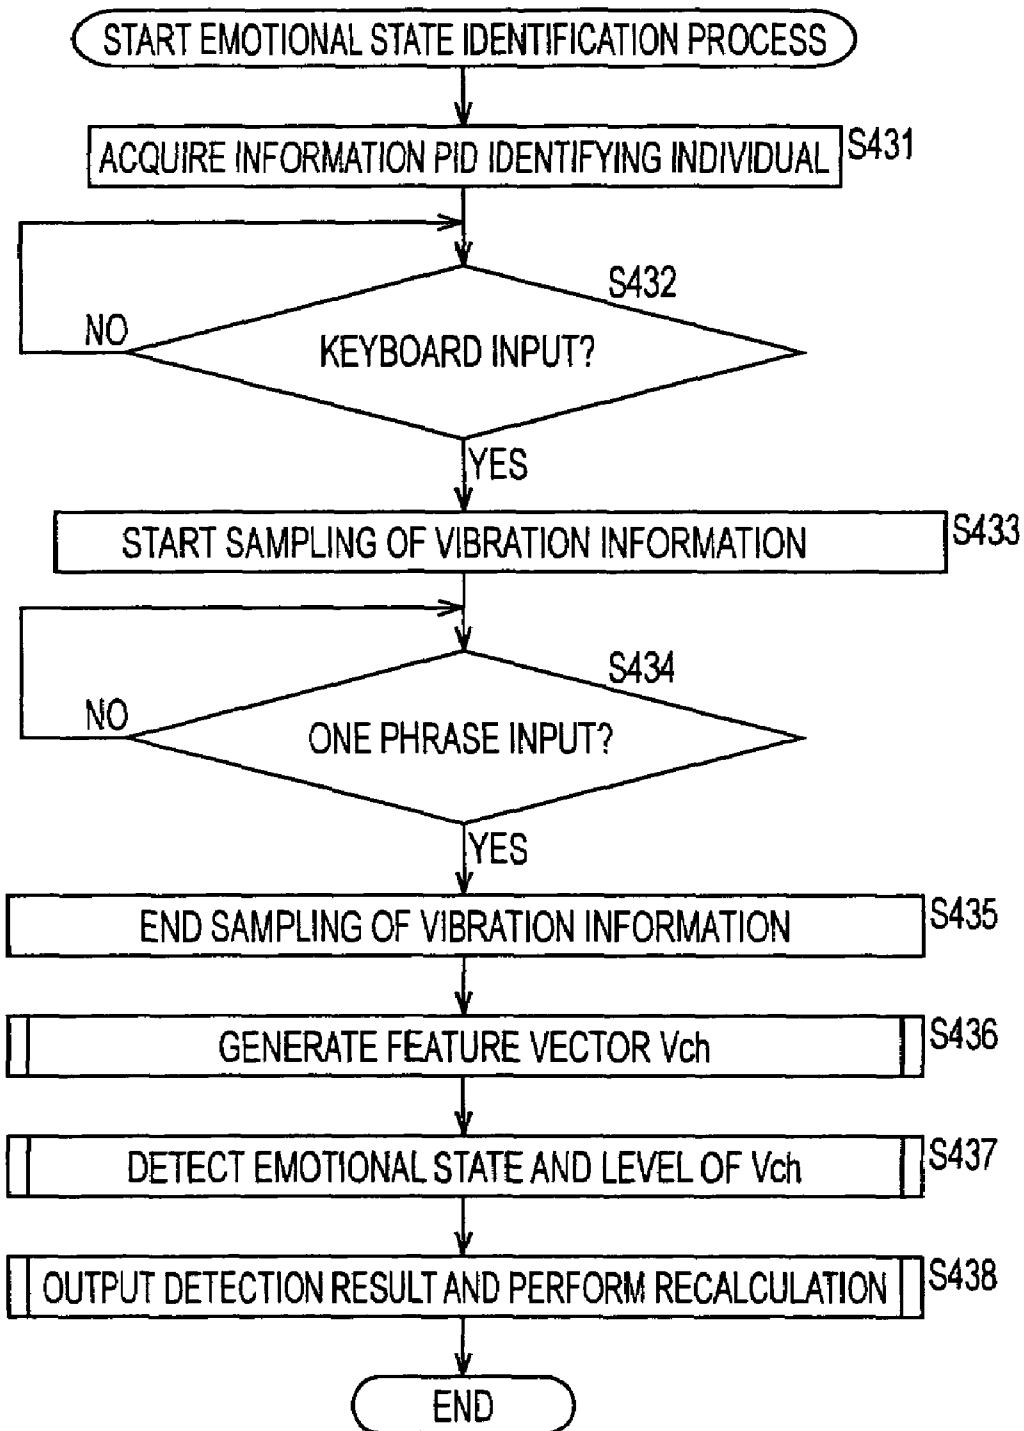 START EMOTIONAL STATE IDENTIFICATION PROCESS
ACQUIRE INFORMATION PID IDENTIFYING INDIVIDUAL
S431
S432
NO
KEYBOARD INPUT?
YES
START SAMPLING OF VIBRATION INFORMATION
S433
S434
NO
ONE PHRASE INPUT?
YES
END SAMPLING OF VIBRATION INFORMATION
S435
GENERATE FEATURE VECTOR Vch
S436
DETECT EMOTIONAL STATE AND LEVEL OF Vch
S437
OUTPUT DETECTION RESULT AND PERFORM RECALCULATION
S438
END